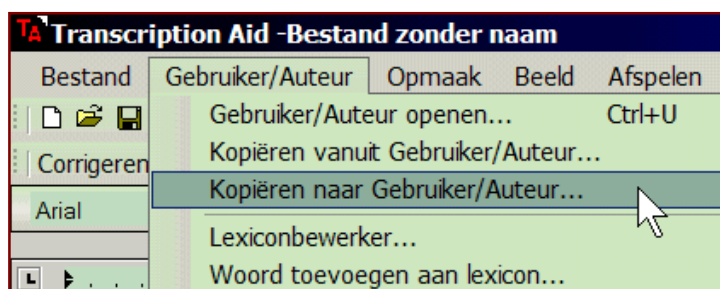 TA Transcription Aid -Bestand zonder naam
Bestand Gebruiker/Auteur Opmaak Beeld Afspelen
Gebruiker/Auteur openen... Ctrl+U
Kopiëren vanuit Gebruiker/Auteur...
Corrigeren
Kopiëren naar Gebruiker/Auteur...
Arial
Lexiconbewerker...
L Woord toevoegen aan lexicon...